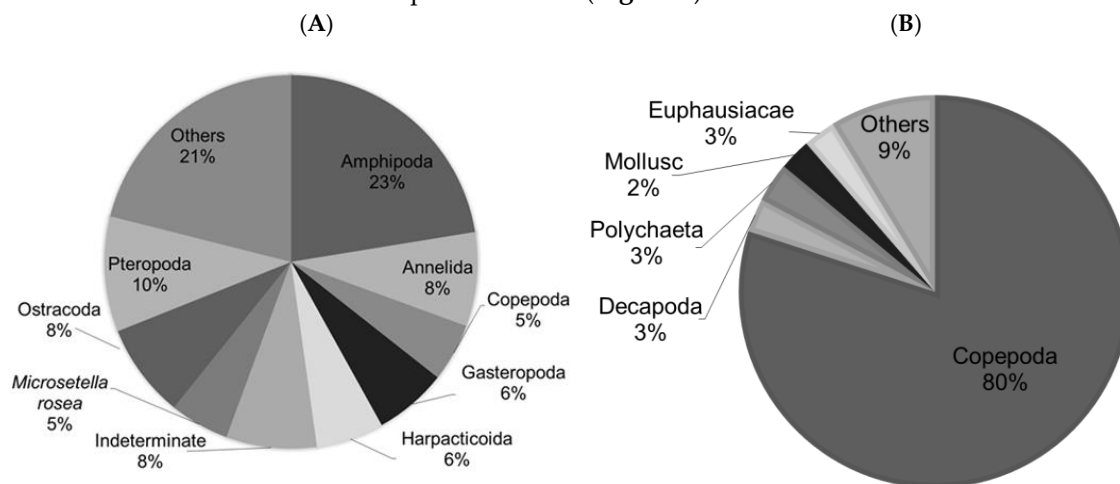 (A)
(B)
Others
21%
Amphipoda
23%
Annelida
8%
Copepoda
5%
Gasteropoda
6%
Harpacticoida
6%
Indeterminate
8%
Microsetella
rosea
5%
Ostracoda
8%
Pteropoda
10%
Euphausiacae
3%
Others
9%
Mollusc
2%
Polychaeta
3%
Decapoda
3%
Copepoda
80%